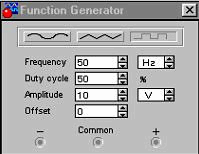 Function Generator
Frequency 50 Hz
Duty cycle 50 %
Amplitude 10 V
Offset 0
− Common +